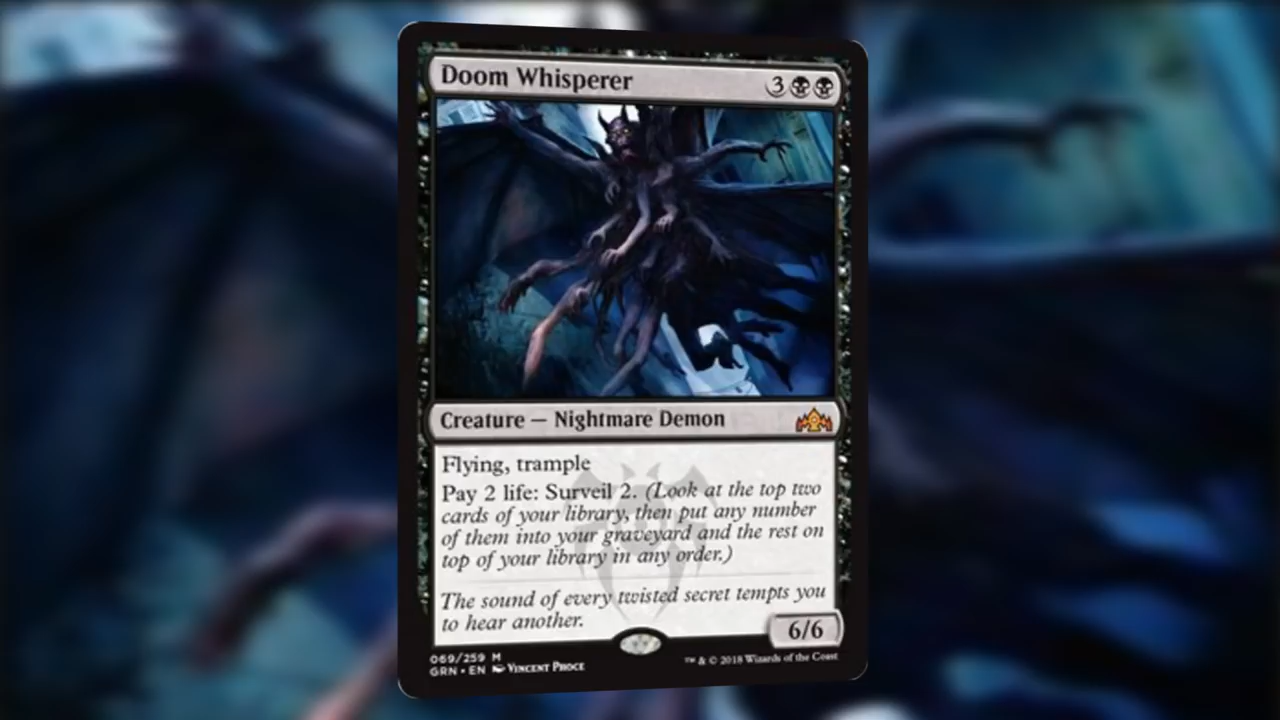 Doom Whisperer 3
Creature — Nightmare Demon
Flying, trample
Pay 2 life: Surveil 2. (Look at the top two
cards of your library, then put any number
of them into your graveyard and the rest on
top of your library in any order.)
The sound of every twisted secret tempts you
to hear another.
6/6
069/259 M
GRN • EN Vincent Proce
™ & © 2018 Wizards of the Coast